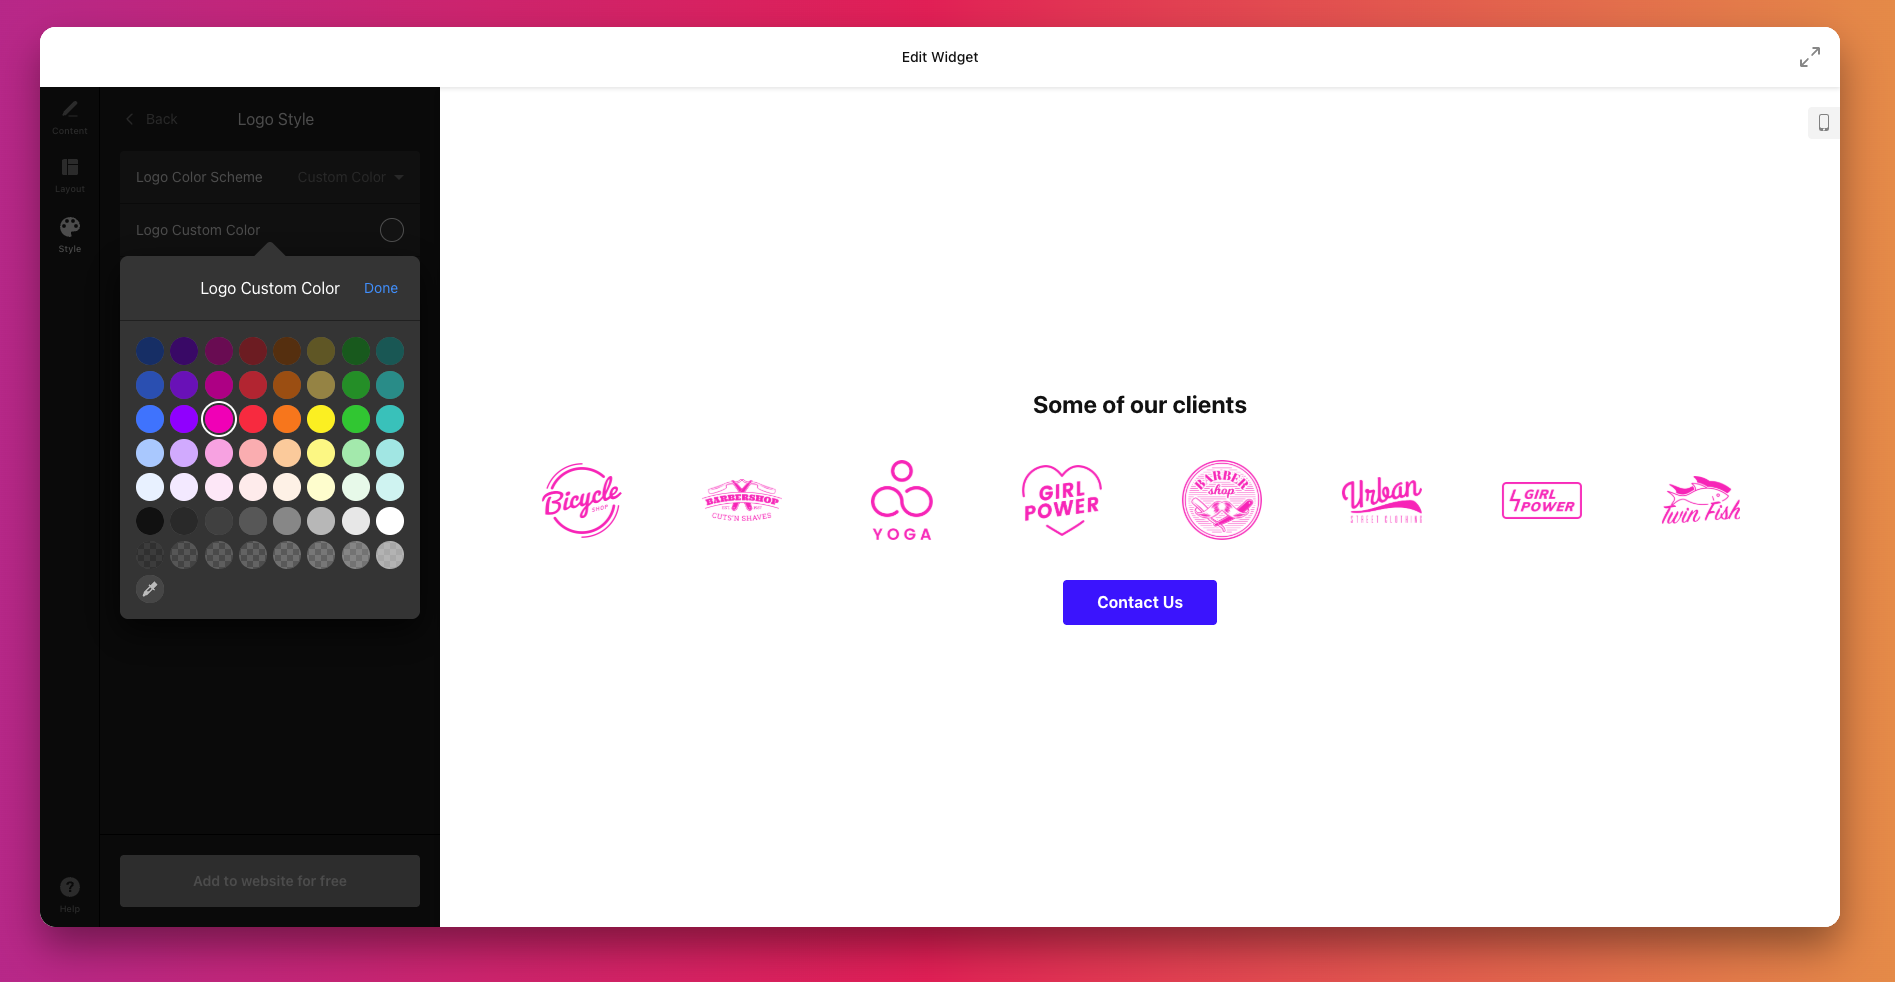 Edit Widget
Content
Layout
Style
Help
Back
Logo Style
Logo Color Scheme
Custom Color
Logo Custom Color
Logo Custom Color
Done
Add to website for free
Some of our clients
Bicycle
SHOP
BARBERSHOP
CUTS'N SHAVES
YOGA
GIRL
POWER
BARBER
shop
Urban
STREET CLOTHING
GIRL
POWER
Twin Fish
Contact Us